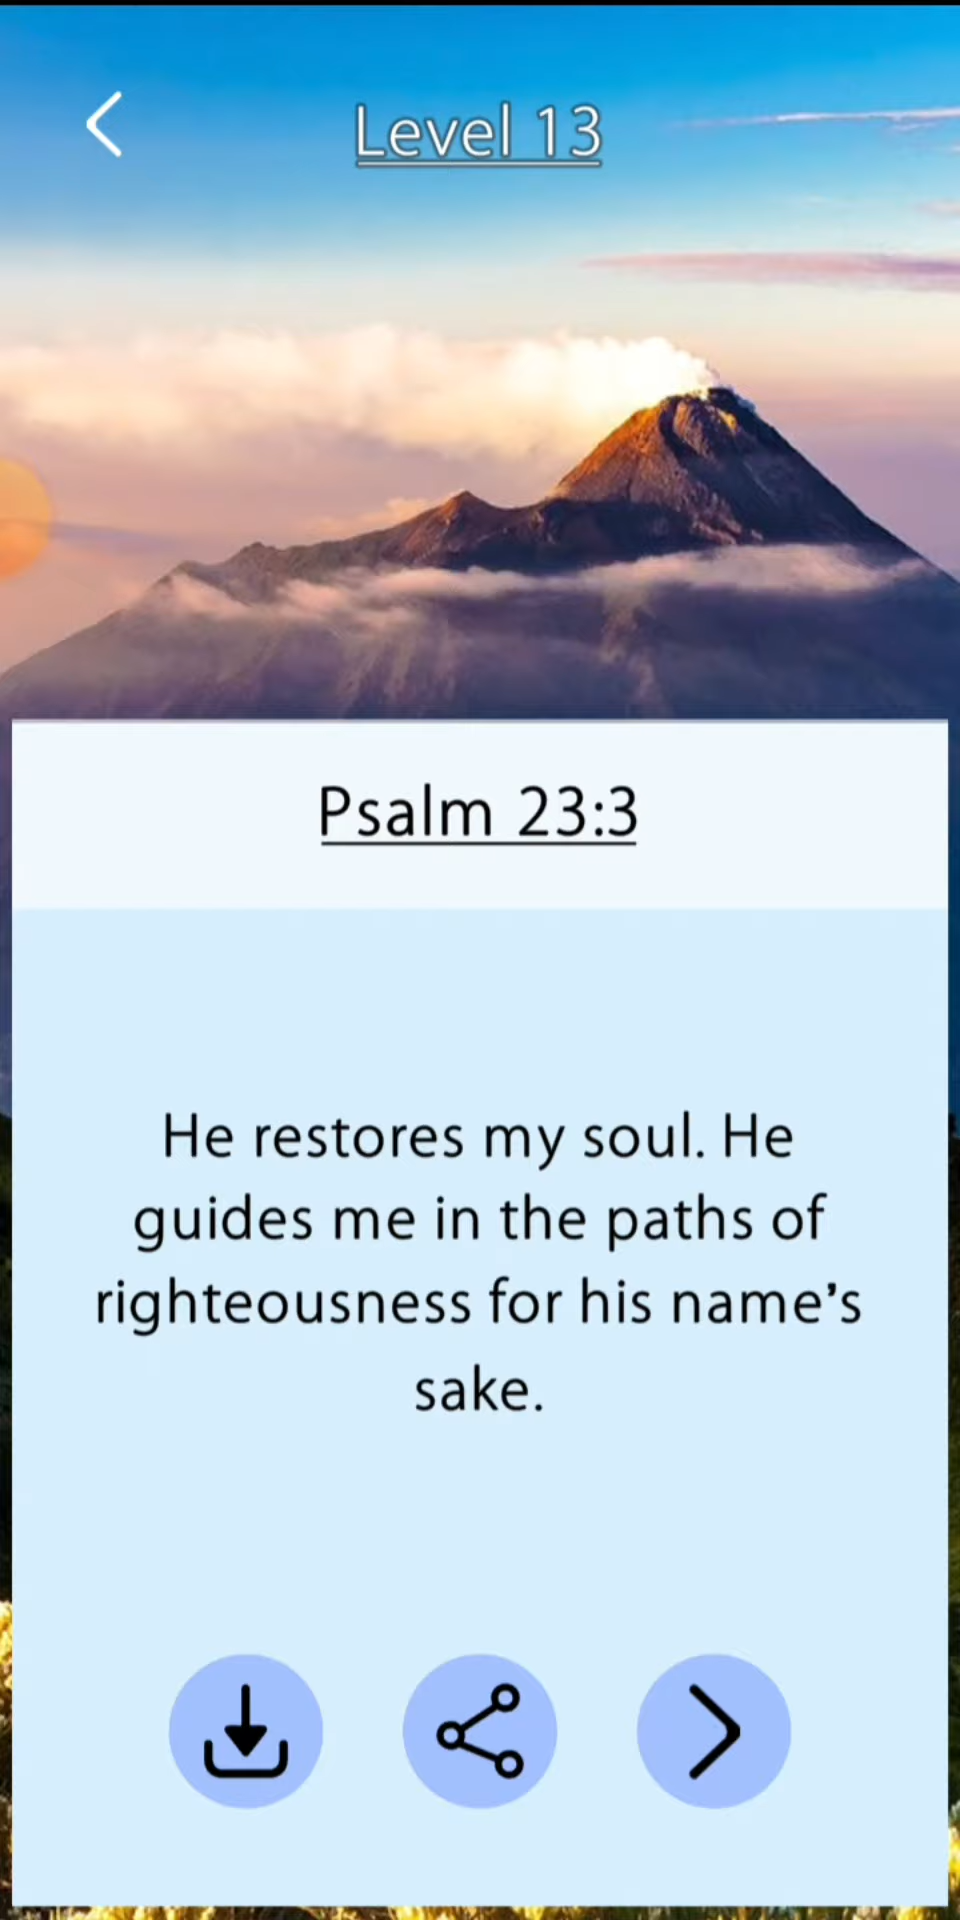 Level 13
Psalm 23:3
He restores my soul. He
guides me in the paths of
righteousness for his name’s
sake.